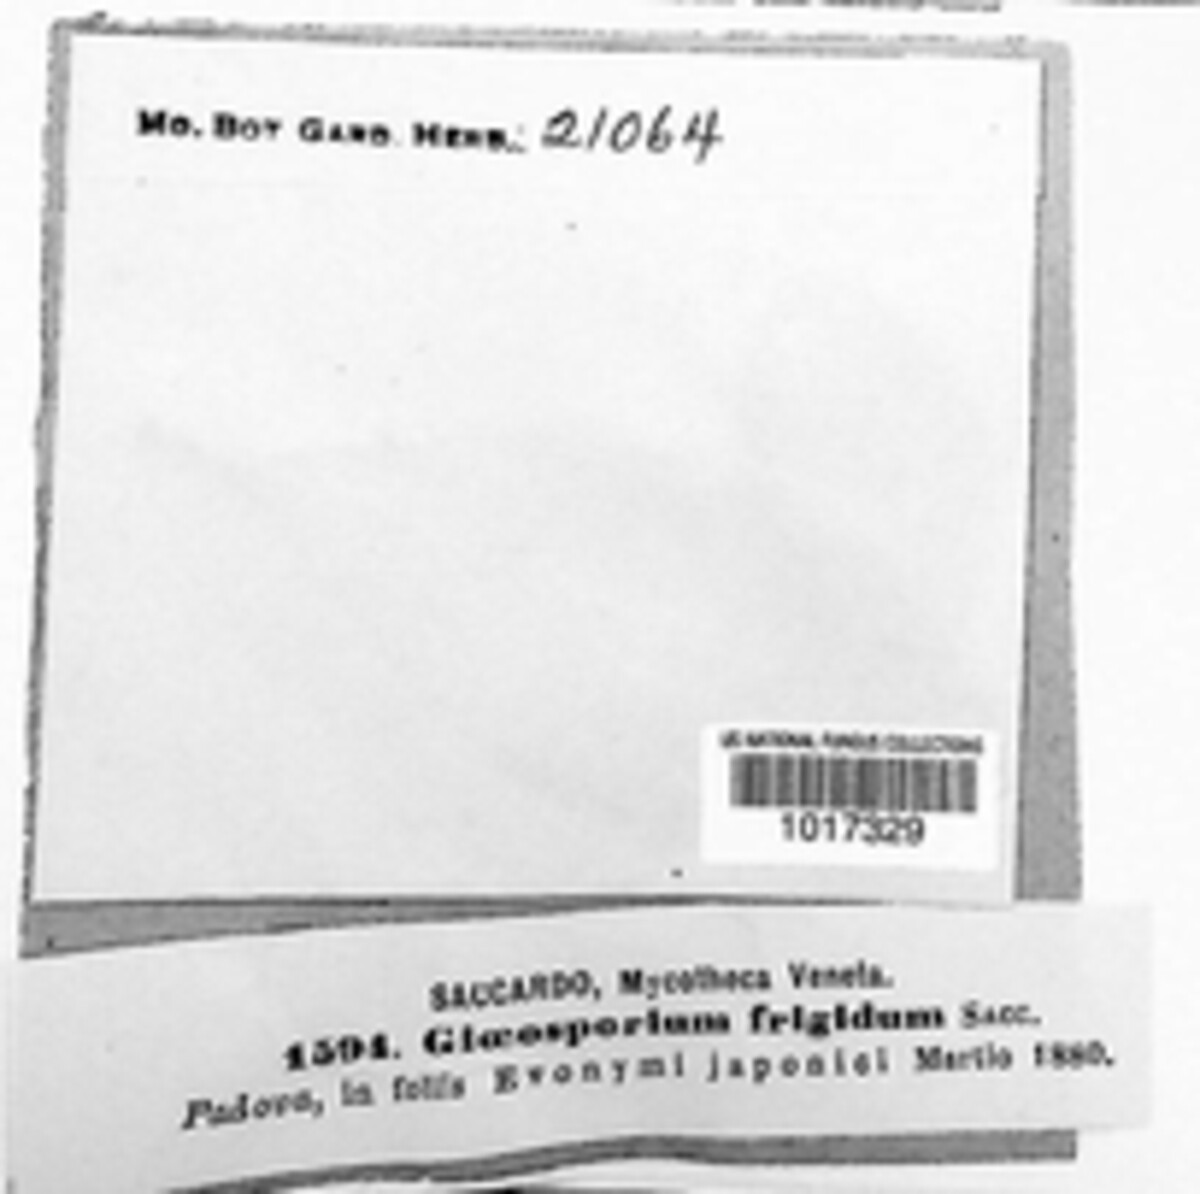 Mo. Bot Gard. Herb.: 21064
US NATIONAL FUNGUS COLLECTIONS
1017329
SACCARDO, Mycotheca Veneta.
1594. Glœosporium frigidum Sacc.
Padova, in foliis Evonymi japonici Martio 1880.